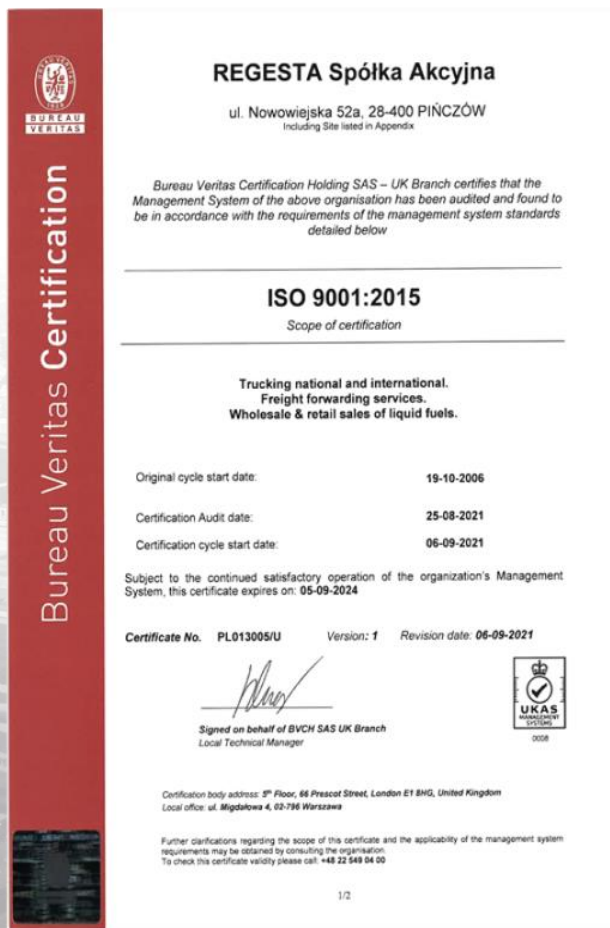 BUREAU
VERITAS
Bureau Veritas Certification
REGESTA Spółka Akcyjna
ul. Nowowiejska 52a, 28-400 PIŃCZÓW
Including Site listed in Appendix
Bureau Veritas Certification Holding SAS – UK Branch certifies that the
Management System of the above organisation has been audited and found to
be in accordance with the requirements of the management system standards
detailed below
ISO 9001:2015
Scope of certification
Trucking national and international.
Freight forwarding services.
Wholesale & retail sales of liquid fuels.
Original cycle start date: 19-10-2006
Certification Audit date: 25-08-2021
Certification cycle start date: 06-09-2021
Subject to the continued satisfactory operation of the organization's Management
System, this certificate expires on: 05-09-2024
Certificate No. PL013005/U Version: 1 Revision date: 06-09-2021
Signed on behalf of BVCH SAS UK Branch
Local Technical Manager
UKAS
MANAGEMENT
SYSTEMS
0008
Certification body address: 5th Floor, 66 Prescot Street, London E1 8HG, United Kingdom
Local office: ul. Migdałowa 4, 02-796 Warszawa
Further clarifications regarding the scope of this certificate and the applicability of the management system
requirements may be obtained by consulting the organisation.
To check this certificate validity please call: +48 22 549 04 00
1/2